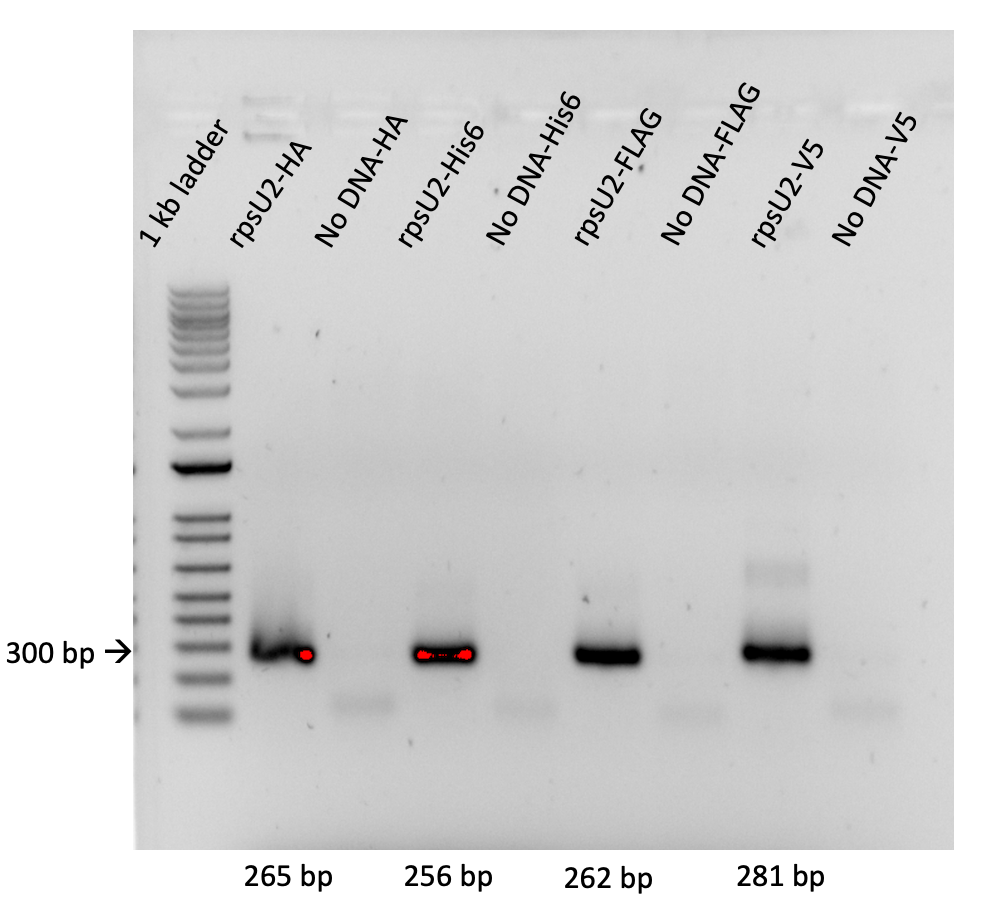 1 kb ladder
rpsU2-HA
No DNA-HA
rpsU2-His6
No DNA-His6
rpsU2-FLAG
No DNA-FLAG
rpsU2-V5
No DNA-V5
300 bp →
265 bp
256 bp
262 bp
281 bp